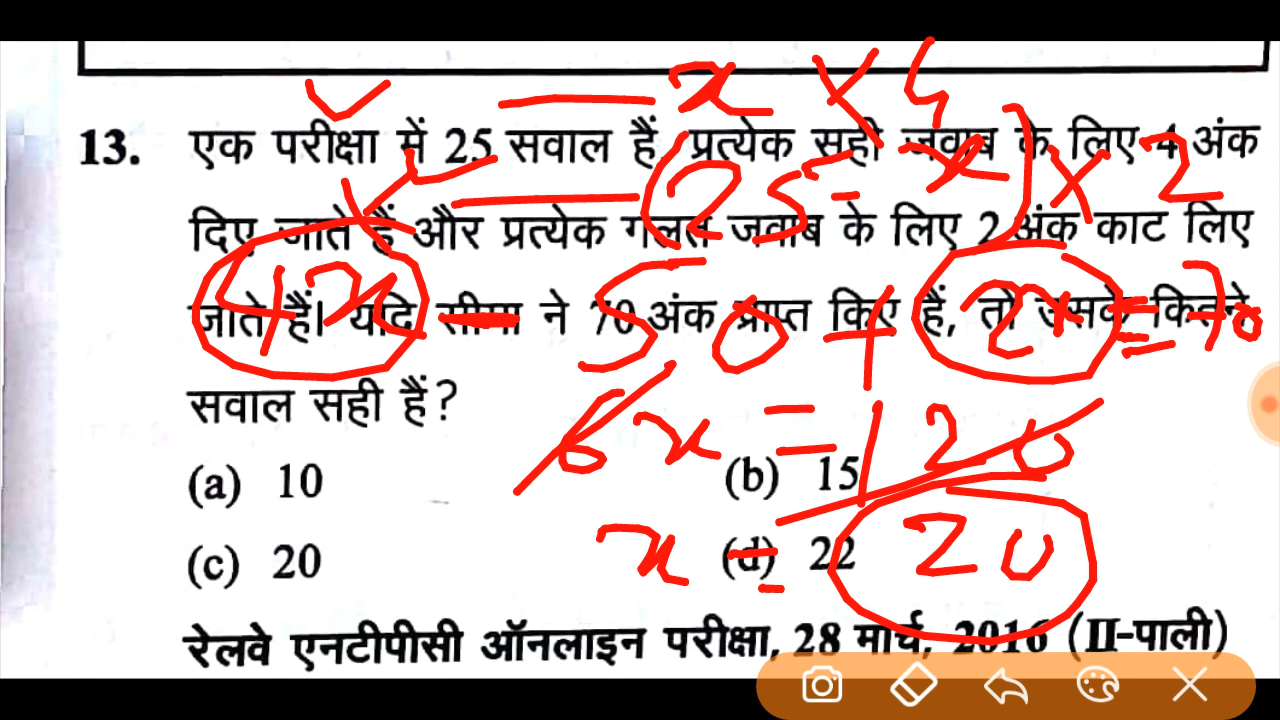 x × 4
13. एक परीक्षा में 25 सवाल हैं, प्रत्येक सही जवाब के लिए 4 अंक
(25 - x) × 2
दिए जाते हैं और प्रत्येक गलत जवाब के लिए 2 अंक काट लिए
4x 50 + 2x = 70
जाते हैं। यदि सीमा ने 70 अंक प्राप्त किए हैं, तो उसके कितने
सवाल सही हैं?
6x = 120
(a) 10 (b) 15
x = 20
(c) 20 (d) 22
रेलवे एनटीपीसी ऑनलाइन परीक्षा, 28 मार्च, 2016 (II-पाली)